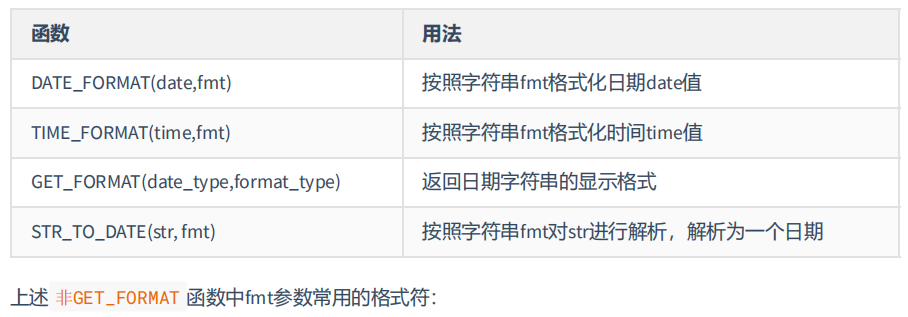 函数 用法
DATE_FORMAT(date,fmt) 按照字符串fmt格式化日期date值
TIME_FORMAT(time,fmt) 按照字符串fmt格式化时间time值
GET_FORMAT(date_type,format_type) 返回日期字符串的显示格式
STR_TO_DATE(str, fmt) 按照字符串fmt对str进行解析，解析为一个日期
上述 非GET_FORMAT 函数中fmt参数常用的格式符：